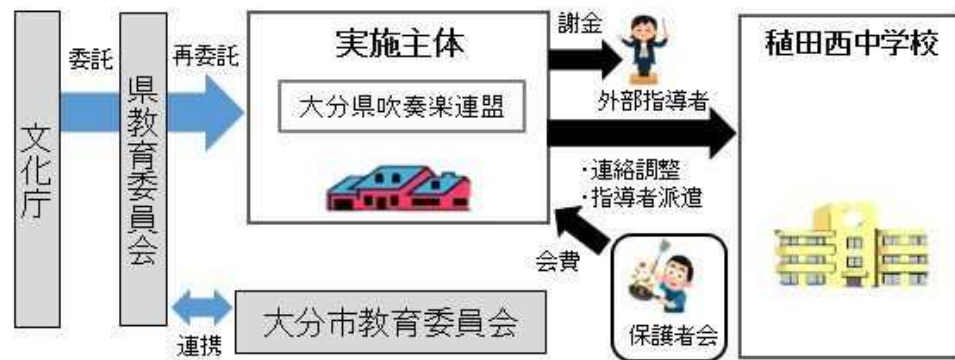 文化庁
委託
県教育委員会
再委託
実施主体
大分県吹奏楽連盟
謝金
外部指導者
・連絡調整
・指導者派遣
会費
保護者会
稙田西中学校
連携
大分市教育委員会